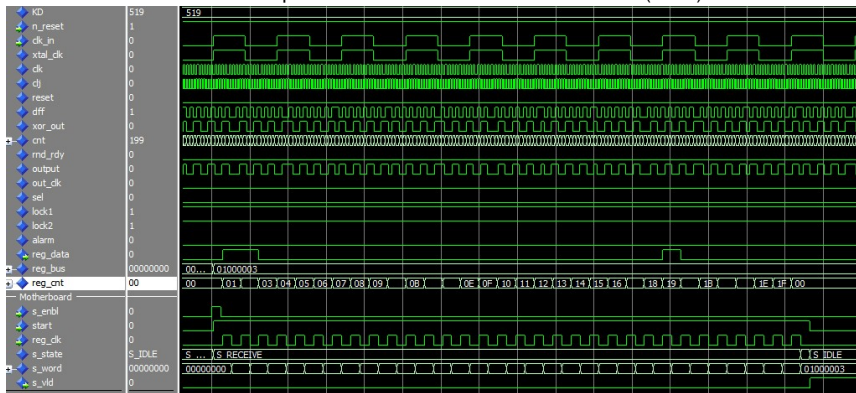 KD 519 519
n_reset 1
clk_in 0
xtal_clk 0
clk 0
clj 0
reset 0
dff 1
xor_out 0
cnt 199
rnd_rdy 0
output 0
out_clk 0
sel 0
lock1 1
lock2 1
alarm 0
reg_data 0
reg_bus 00000000 00... 01000003
reg_cnt 00 00 01 03 04 05 06 07 08 09 0B 0E 0F 10 11 12 13 14 15 16 18 19 1B 1E 1F 00
Motherboard
s_enbl 0
start 0
reg_clk 0
s_state S_IDLE S ... S RECEIVE S IDLE
s_word 00000000 00000000 01000003
s_vld 0